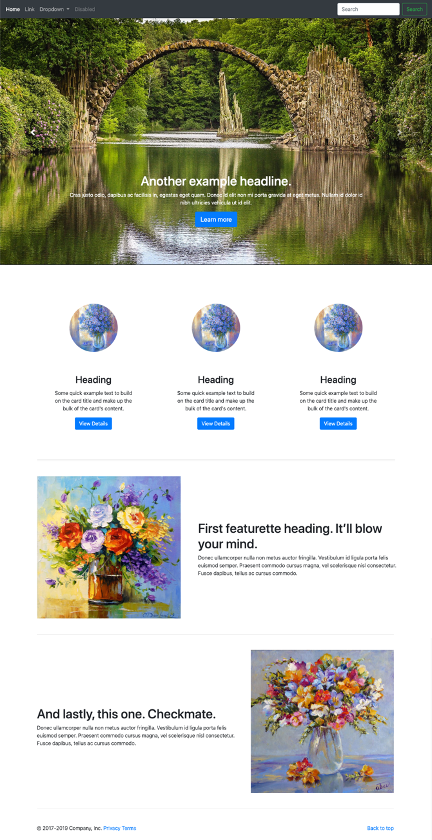 Home Link Dropdown Disabled Search Search
Another example headline.
Cras justo odio, dapibus ac facilisis in, egestas eget quam. Donec id elit non mi porta gravida at eget metus. Nullam id dolor id
nibh ultricies vehicula ut id elit.
Learn more
Heading
Some quick example text to build
on the card title and make up the
bulk of the card's content.
View Details
Heading
Some quick example text to build
on the card title and make up the
bulk of the card's content.
View Details
Heading
Some quick example text to build
on the card title and make up the
bulk of the card's content.
View Details
First featurette heading. It'll blow
your mind.
Donec ullamcorper nulla non metus auctor fringilla. Vestibulum id ligula porta felis
euismod semper. Praesent commodo cursus magna, vel scelerisque nisl consectetur.
Fusce dapibus, tellus ac cursus commodo.
And lastly, this one. Checkmate.
Donec ullamcorper nulla non metus auctor fringilla. Vestibulum id ligula porta felis
euismod semper. Praesent commodo cursus magna, vel scelerisque nisl consectetur.
Fusce dapibus, tellus ac cursus commodo.
© 2017-2019 Company, Inc. Privacy Terms
Back to top